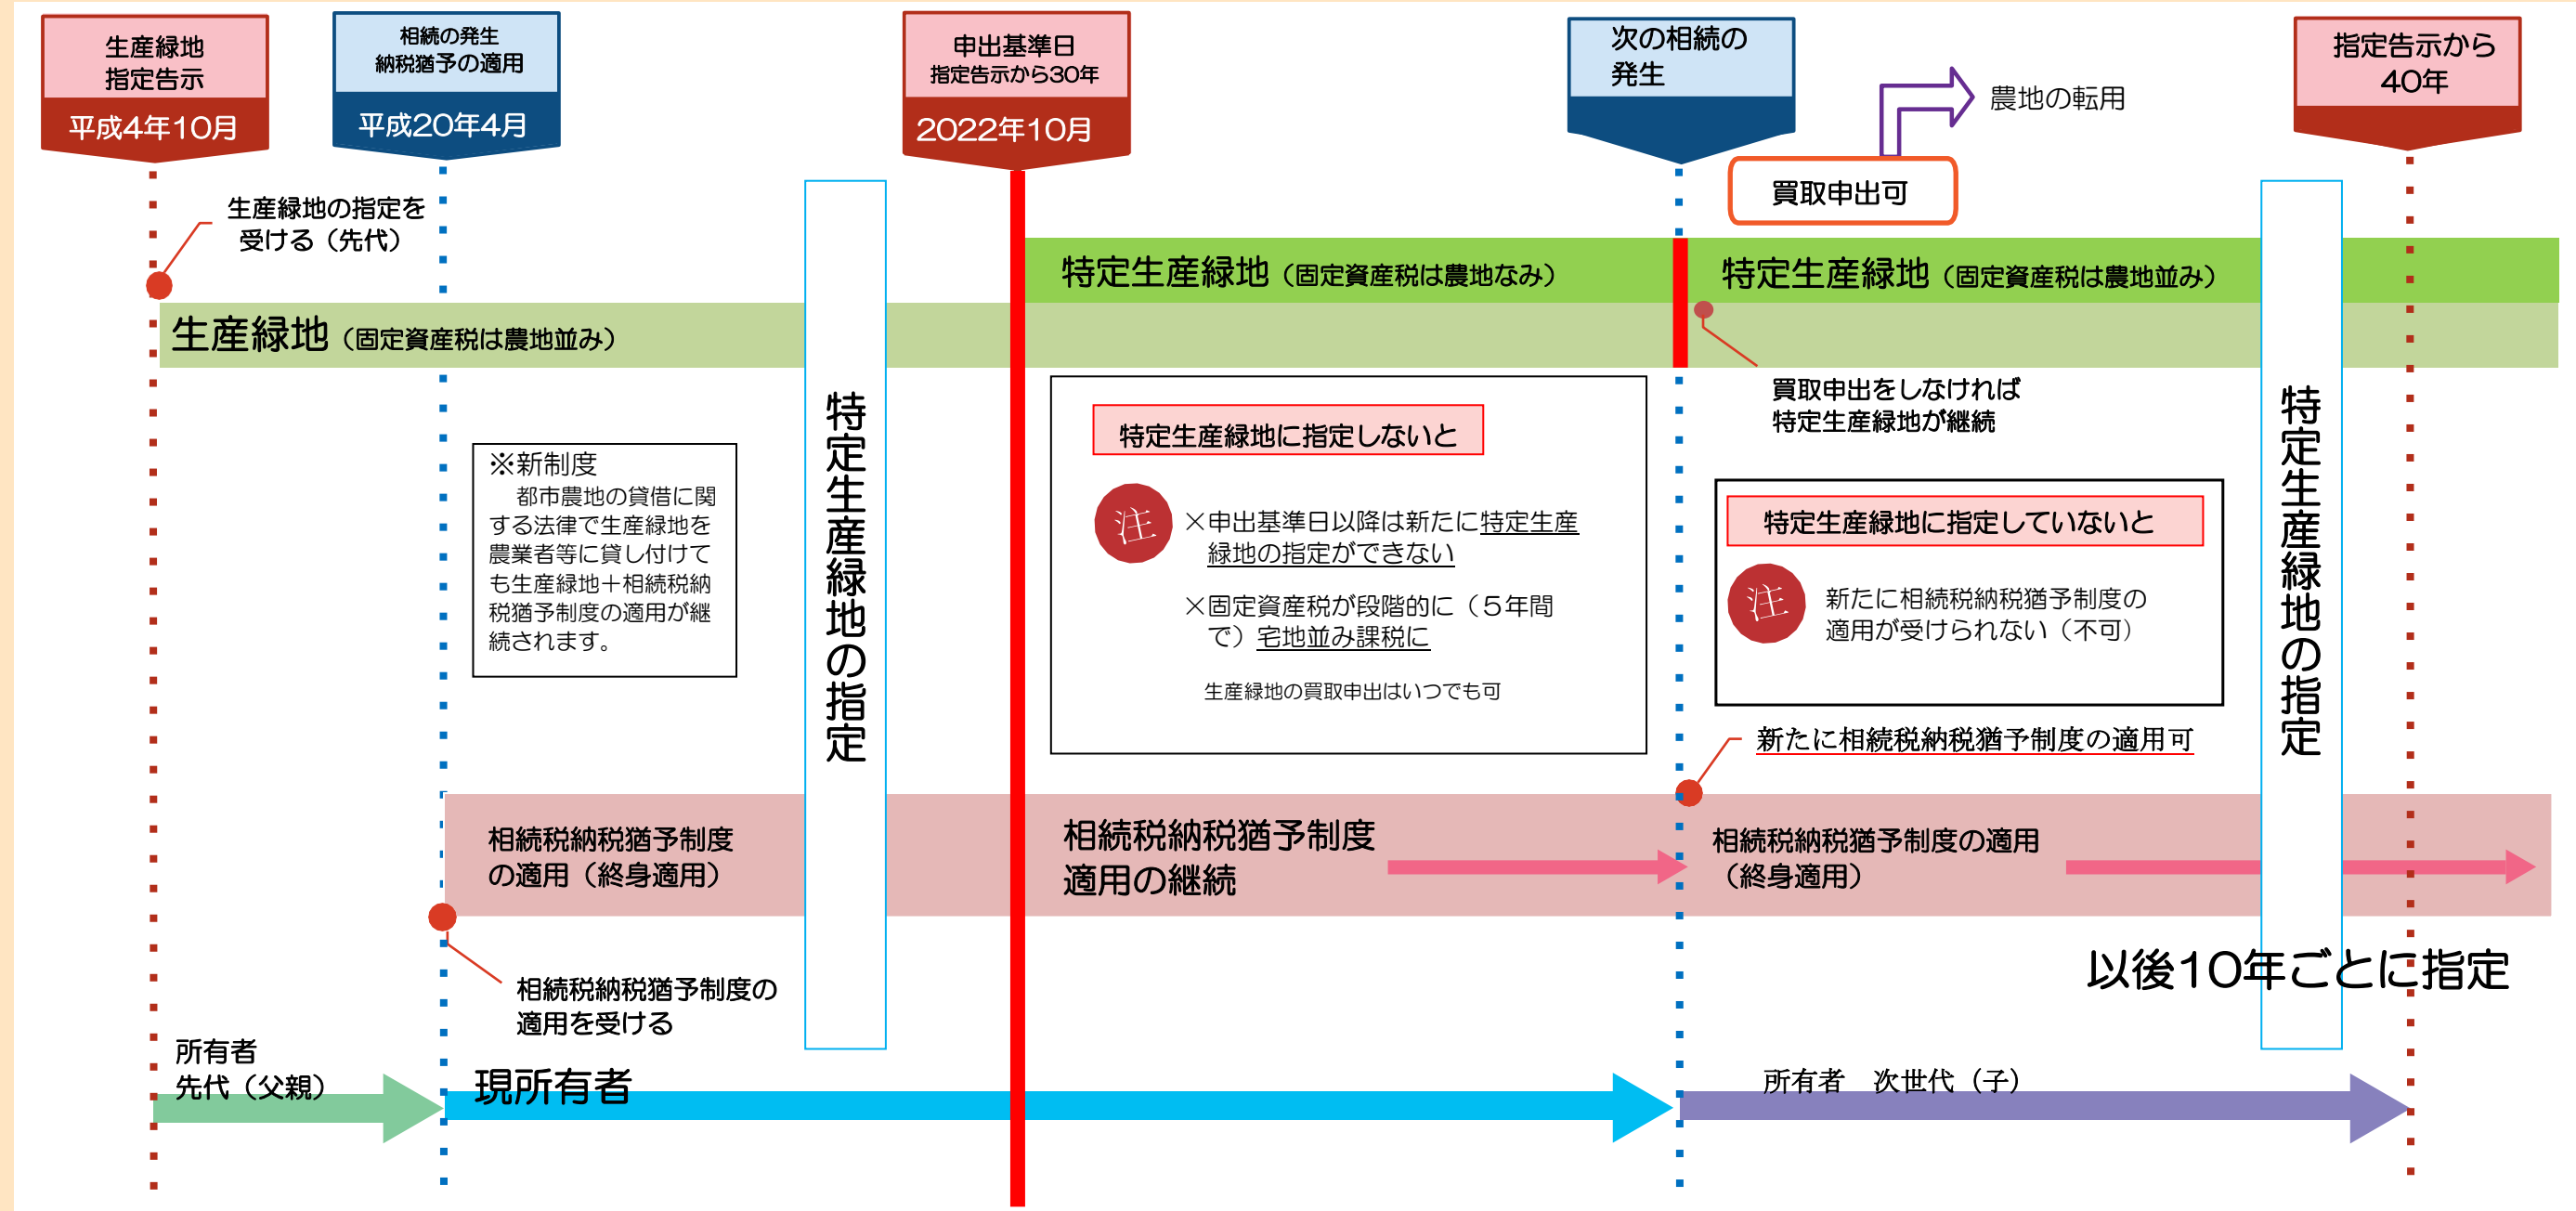 生産緑地
指定告示
平成4年10月
相続の発生
納税猶予の適用
平成20年4月
申出基準日
指定告示から30年
2022年10月
次の相続の
発生
指定告示から
40年
農地の転用
買取申出可
生産緑地の指定を
受ける（先代）
特定生産緑地（固定資産税は農地なみ）
特定生産緑地（固定資産税は農地並み）
生産緑地（固定資産税は農地並み）
買取申出をしなければ
特定生産緑地が継続
※新制度
都市農地の貸借に関
する法律で生産緑地を
農業者等に貸し付けて
も生産緑地＋相続税納
税猶予制度の適用が継
続されます。
特定生産緑地の指定
特定生産緑地に指定しないと
注
×申出基準日以降は新たに特定生産
緑地の指定ができない
×固定資産税が段階的に（５年間
で）宅地並み課税に
生産緑地の買取申出はいつでも可
特定生産緑地に指定していないと
注
新たに相続税納税猶予制度の
適用が受けられない（不可）
特定生産緑地の指定
新たに相続税納税猶予制度の適用可
相続税納税猶予制度
の適用（終身適用）
相続税納税猶予制度
適用の継続
相続税納税猶予制度の適用
（終身適用）
相続税納税猶予制度の
適用を受ける
以後10年ごとに指定
所有者
先代（父親）
現所有者
所有者　次世代（子）